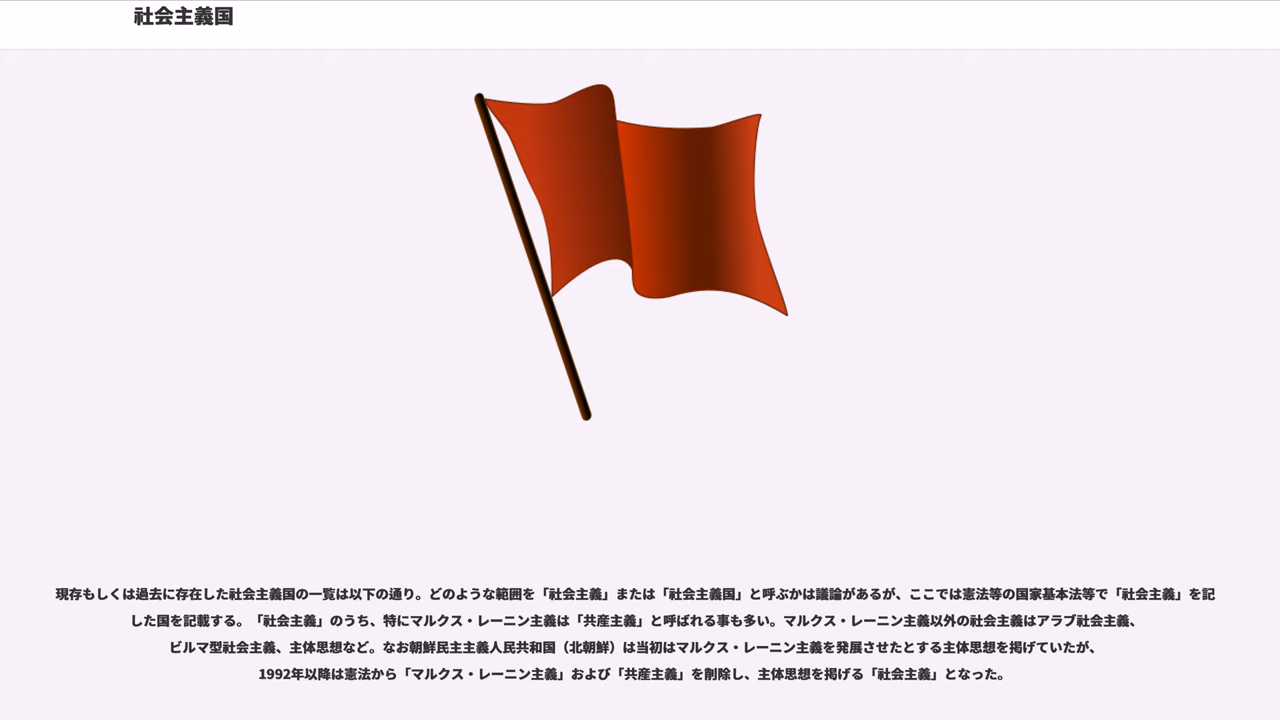 社会主義国
現存もしくは過去に存在した社会主義国の一覧は以下の通り。どのような範囲を「社会主義」または「社会主義国」と呼ぶかは議論があるが、ここでは憲法等の国家基本法等で「社会主義」を記
した国を記載する。「社会主義」のうち、特にマルクス・レーニン主義は「共産主義」と呼ばれる事も多い。マルクス・レーニン主義以外の社会主義はアラブ社会主義、
ビルマ型社会主義、主体思想など。なお朝鮮民主主義人民共和国（北朝鮮）は当初はマルクス・レーニン主義を発展させたとする主体思想を掲げていたが、
1992年以降は憲法から「マルクス・レーニン主義」および「共産主義」を削除し、主体思想を掲げる「社会主義」となった。